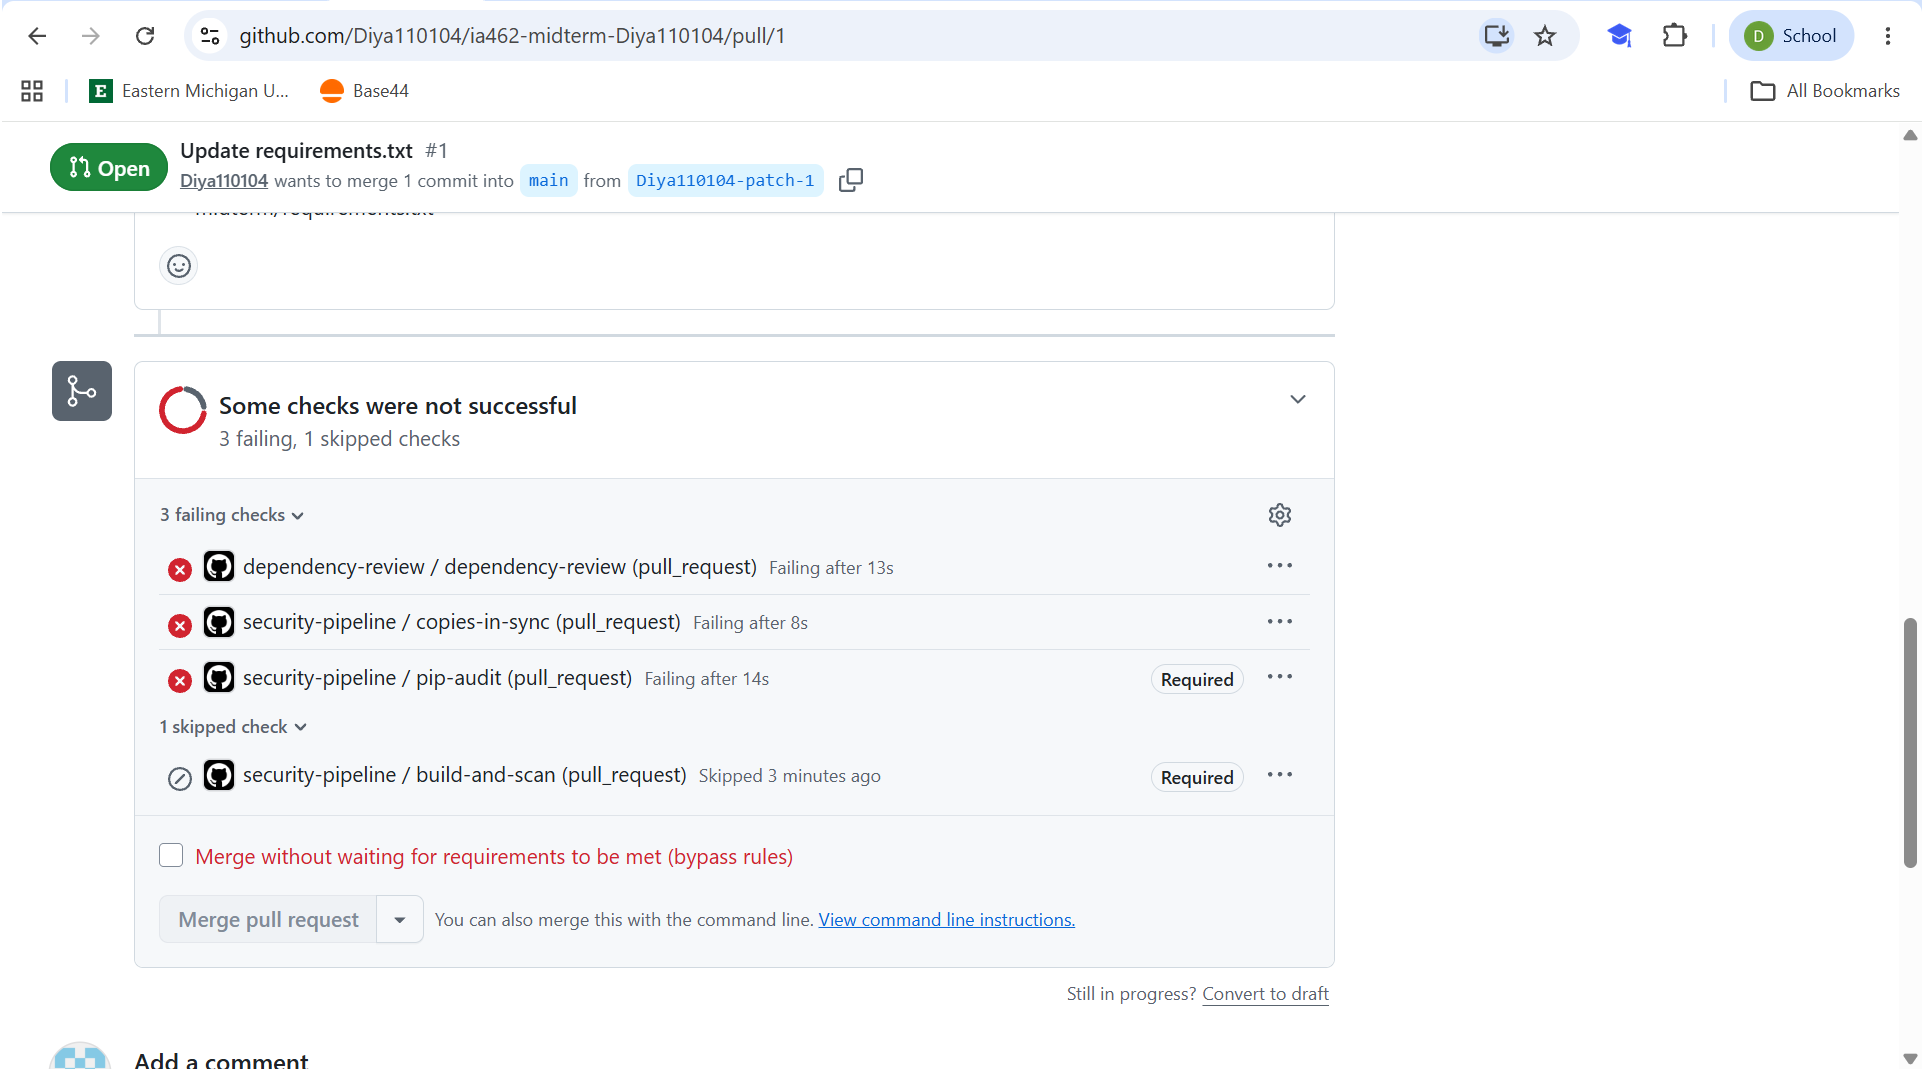 github.com/Diya110104/ia462-midterm-Diya110104/pull/1
D School
E Eastern Michigan U...
Base44
All Bookmarks
Open
Update requirements.txt #1
Diya110104 wants to merge 1 commit into main from Diya110104-patch-1
midterm/requirements.txt
Some checks were not successful
3 failing, 1 skipped checks
3 failing checks
dependency-review / dependency-review (pull_request) Failing after 13s
security-pipeline / copies-in-sync (pull_request) Failing after 8s
security-pipeline / pip-audit (pull_request) Failing after 14s Required
1 skipped check
security-pipeline / build-and-scan (pull_request) Skipped 3 minutes ago Required
Merge without waiting for requirements to be met (bypass rules)
Merge pull request You can also merge this with the command line. View command line instructions.
Still in progress? Convert to draft
Add a comment